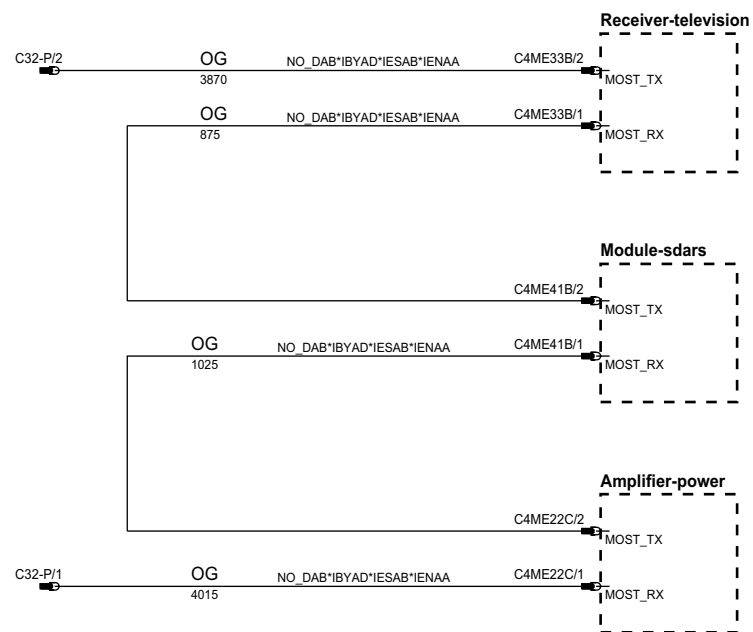 Receiver-television
C32-P/2 OG NO_DAB*IBYAD*IESAB*IENAA C4ME33B/2
3870 MOST_TX
OG NO_DAB*IBYAD*IESAB*IENAA C4ME33B/1
875 MOST_RX
Module-sdars
C4ME41B/2
MOST_TX
OG NO_DAB*IBYAD*IESAB*IENAA C4ME41B/1
1025 MOST_RX
Amplifier-power
C4ME22C/2
MOST_TX
C32-P/1 OG NO_DAB*IBYAD*IESAB*IENAA C4ME22C/1
4015 MOST_RX